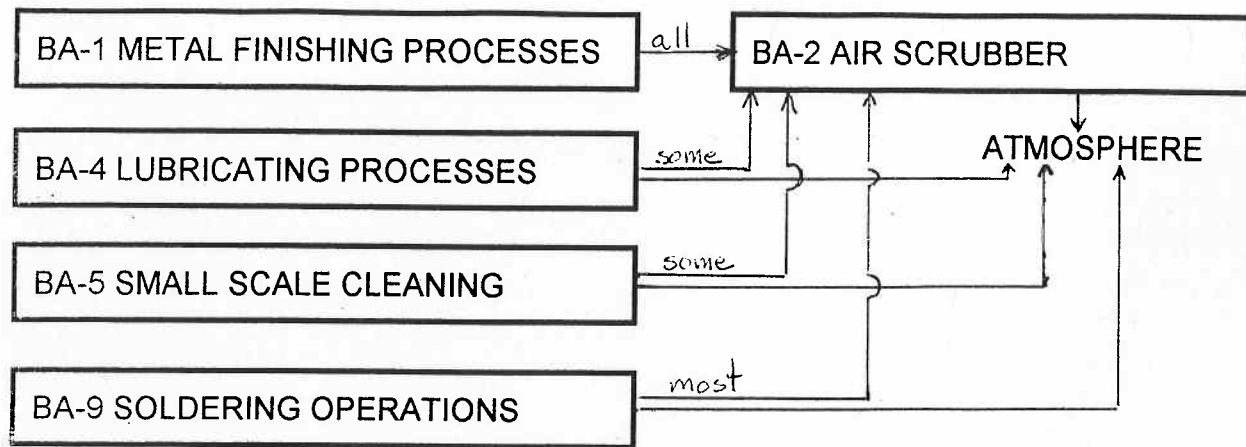 BA-1 METAL FINISHING PROCESSES
all
BA-2 AIR SCRUBBER
BA-4 LUBRICATING PROCESSES
some
ATMOSPHERE
BA-5 SMALL SCALE CLEANING
some
BA-9 SOLDERING OPERATIONS
most